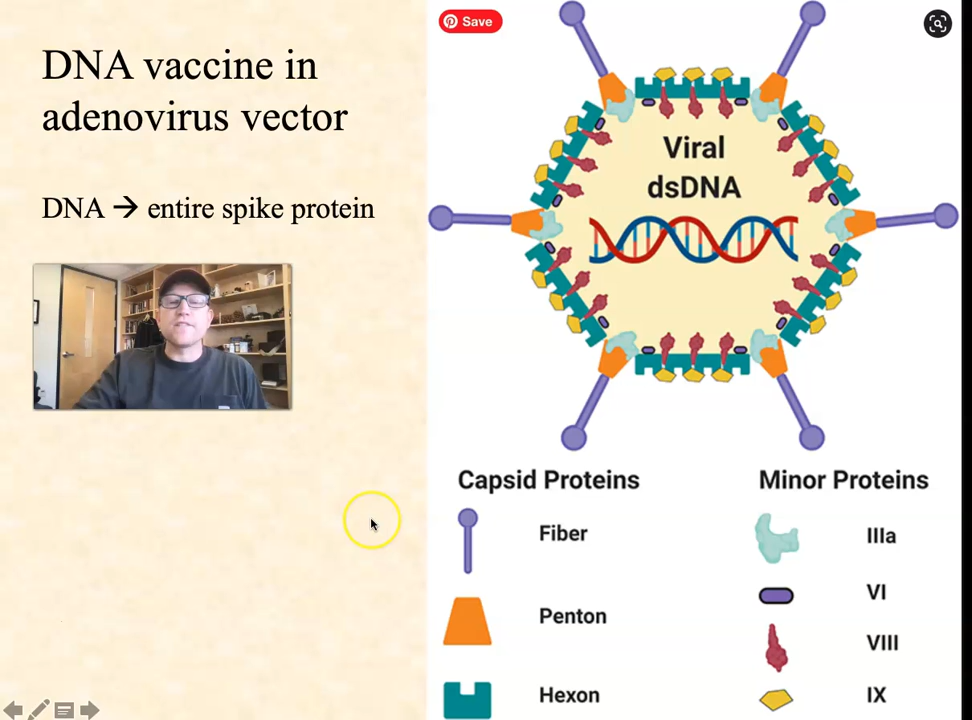 DNA vaccine in
adenovirus vector
DNA → entire spike protein
Save
Viral
dsDNA
Capsid Proteins
Fiber
Penton
Hexon
Minor Proteins
IIIa
VI
VIII
IX